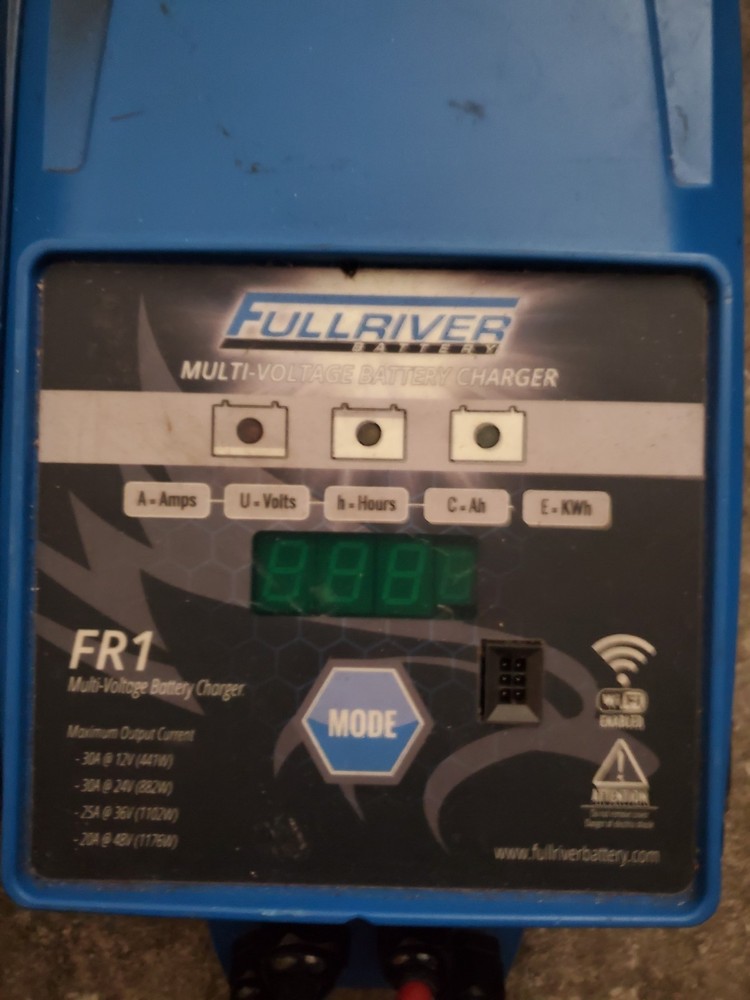 FULLRIVER
BATTERY
MULTI-VOLTAGE BATTERY CHARGER
A = Amps U = Volts h = Hours C = Ah E = KWh
FR1
Multi-Voltage Battery Charger
MODE
Maximum Output Current
- 30A @ 12V (441W)
- 30A @ 24V (882W)
- 25A @ 36V (1102W)
- 20A @ 48V (1176W)
ENABLED
ATTENTION
www.fullriverbattery.com